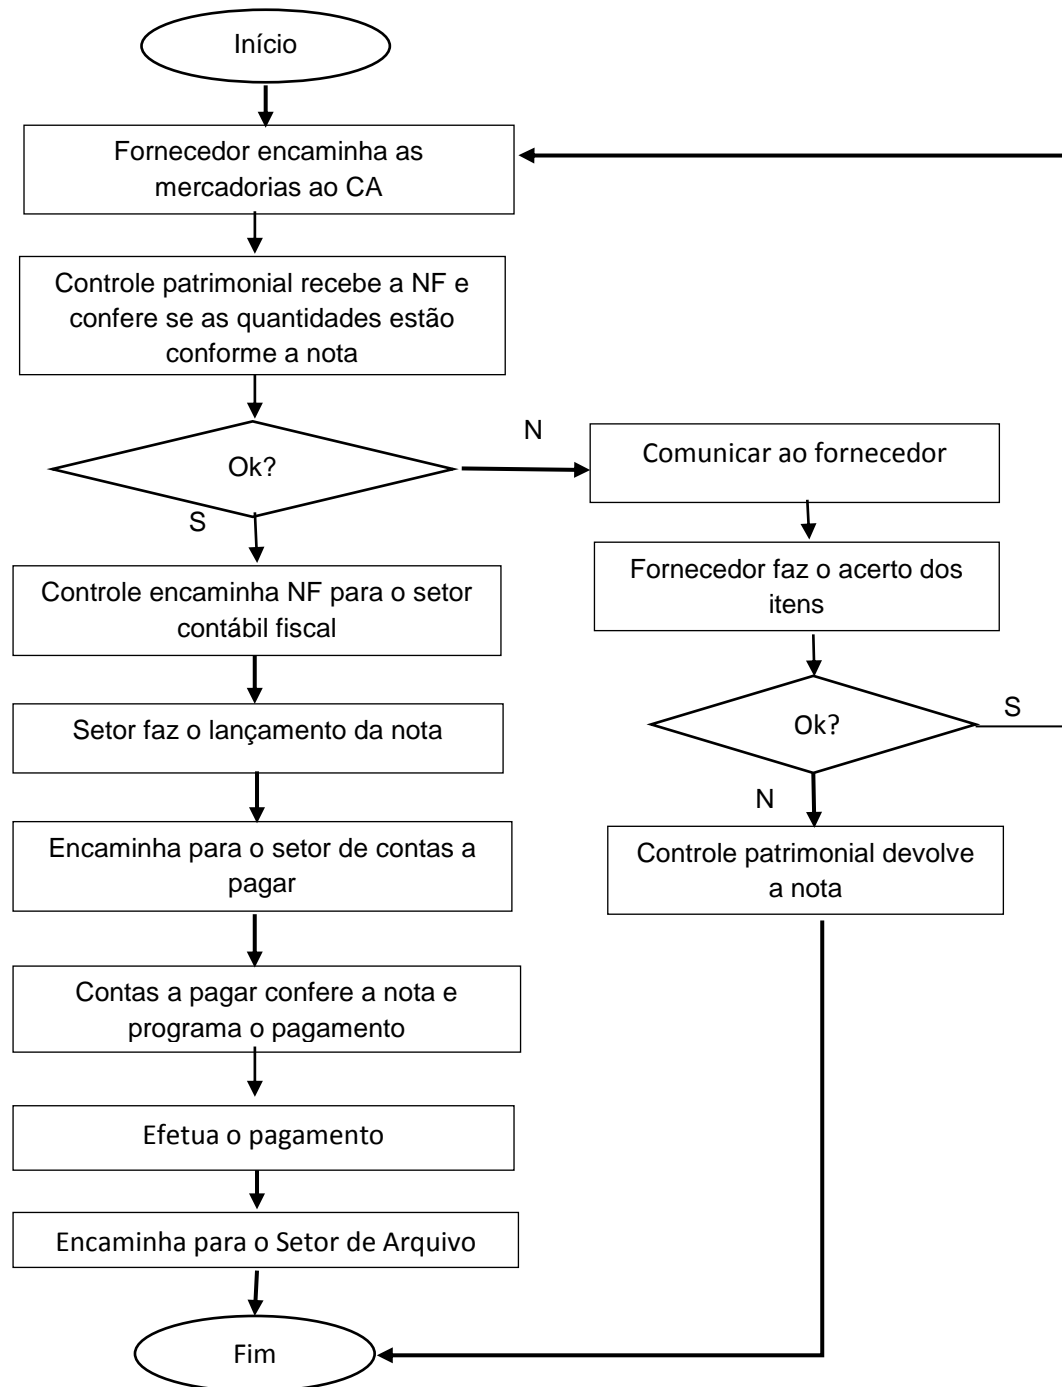 Início
Fornecedor encaminha as
mercadorias ao CA
Controle patrimonial recebe a NF e
confere se as quantidades estão
conforme a nota
Ok?
N
S
Comunicar ao fornecedor
Fornecedor faz o acerto dos
itens
Ok?
S
N
Controle patrimonial devolve
a nota
Controle encaminha NF para o setor
contábil fiscal
Setor faz o lançamento da nota
Encaminha para o setor de contas a
pagar
Contas a pagar confere a nota e
programa o pagamento
Efetua o pagamento
Encaminha para o Setor de Arquivo
Fim